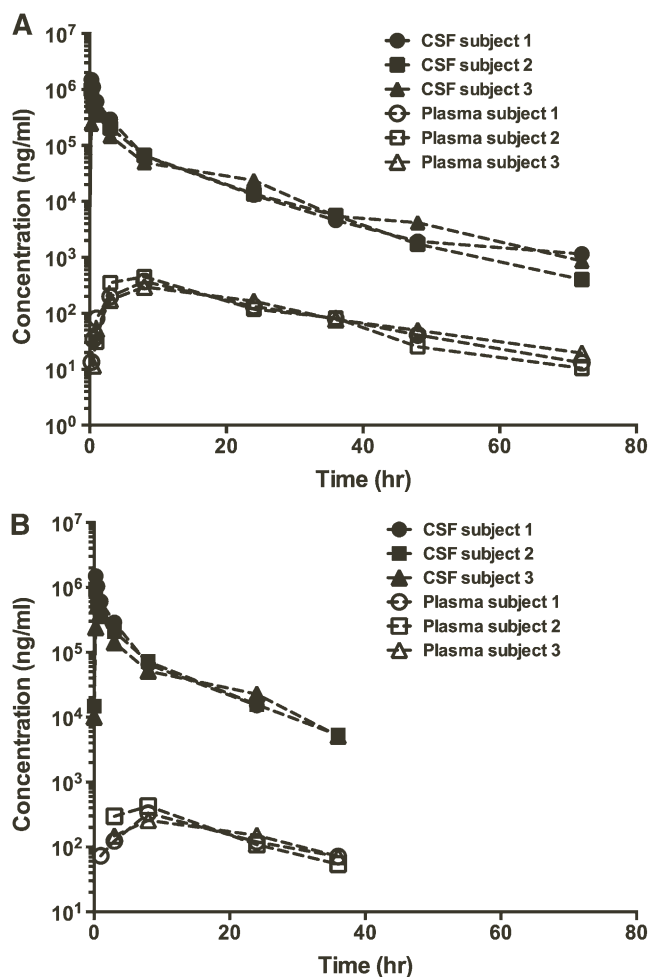 A
10^7
10^6
10^5
10^4
10^3
10^2
10^1
10^0
Concentration (ng/ml)
CSF subject 1
CSF subject 2
CSF subject 3
Plasma subject 1
Plasma subject 2
Plasma subject 3
0 20 40 60 80
Time (hr)
B
10^7
10^6
10^5
10^4
10^3
10^2
10^1
Concentration (ng/ml)
CSF subject 1
CSF subject 2
CSF subject 3
Plasma subject 1
Plasma subject 2
Plasma subject 3
0 20 40 60 80
Time (hr)